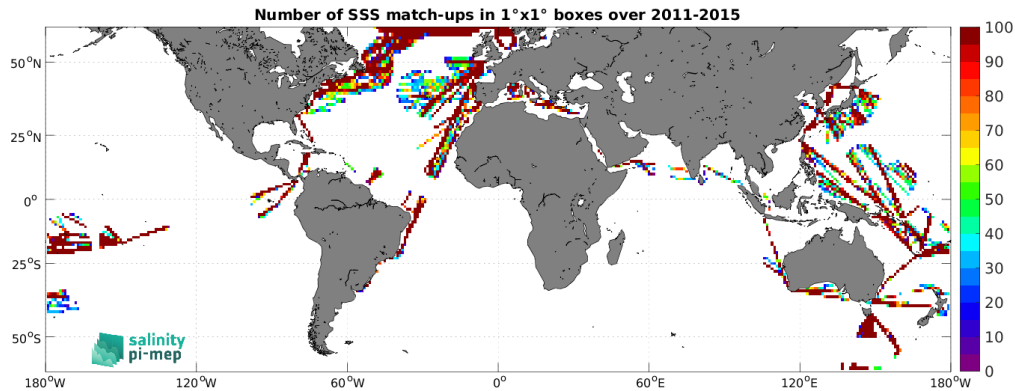 Number of SSS match-ups in 1°x1° boxes over 2011-2015
50°N
25°N
0°
25°S
50°S
180°W
120°W
60°W
0°
60°E
120°E
180°W
100
90
80
70
60
50
40
30
20
10
0
salinity
pi-mep